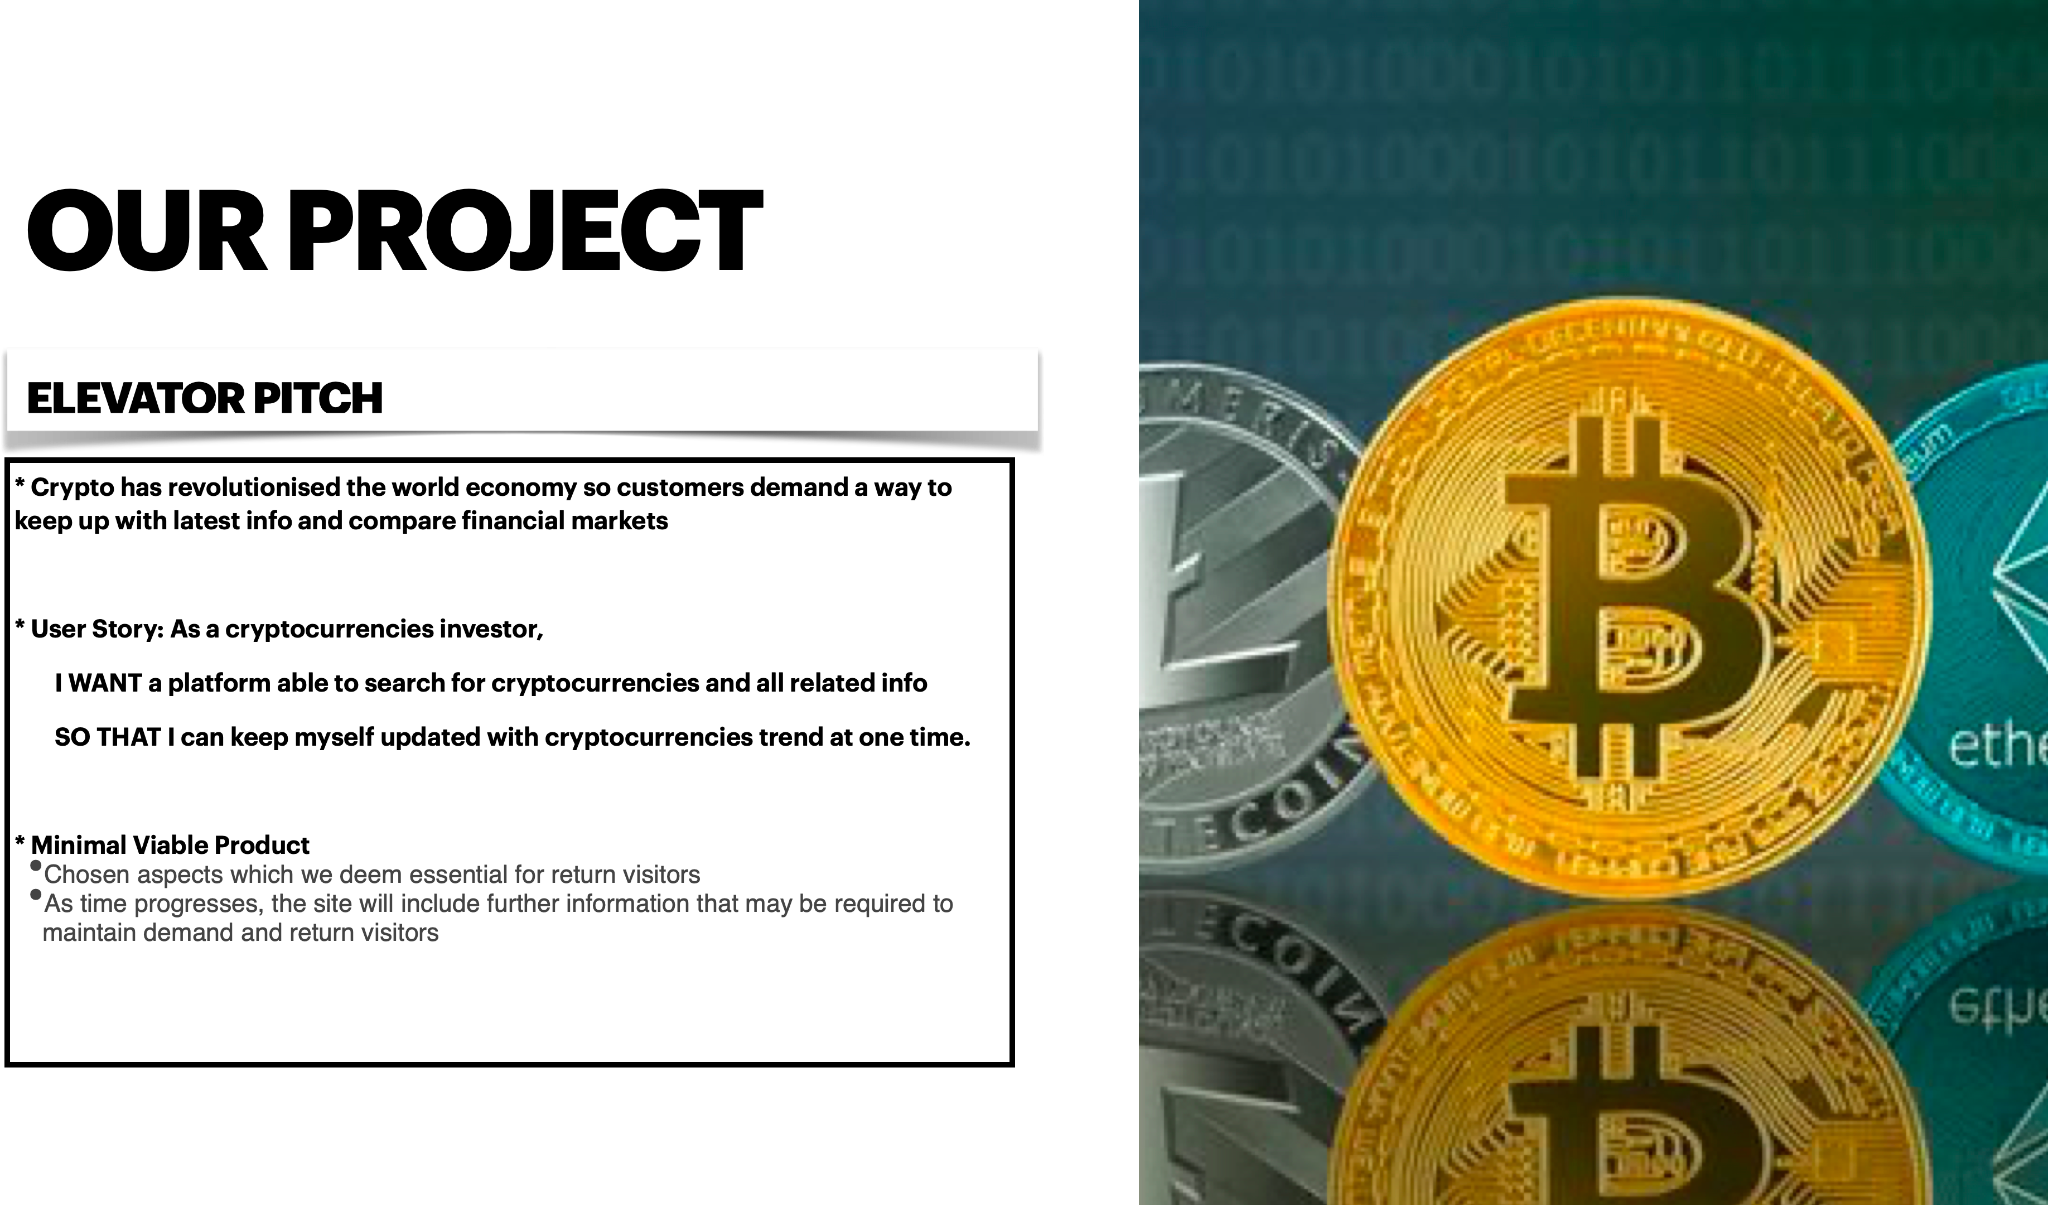 OUR PROJECT
ELEVATOR PITCH
* Crypto has revolutionised the world economy so customers demand a way to
keep up with latest info and compare financial markets
* User Story: As a cryptocurrencies investor,
I WANT a platform able to search for cryptocurrencies and all related info
SO THAT I can keep myself updated with cryptocurrencies trend at one time.
* Minimal Viable Product
•Chosen aspects which we deem essential for return visitors
•As time progresses, the site will include further information that may be required to
maintain demand and return visitors